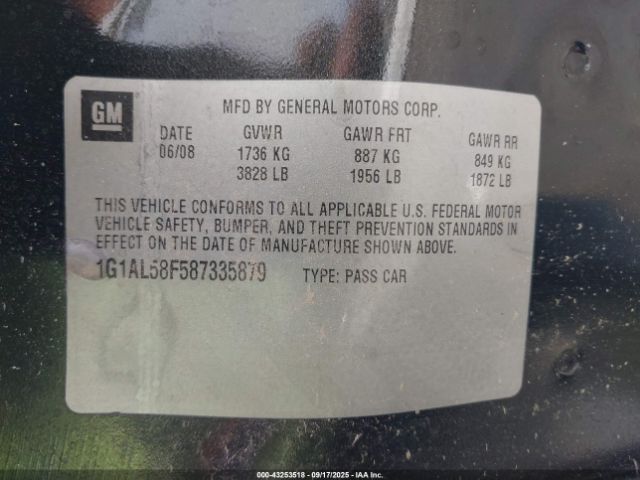 GM
MFD BY GENERAL MOTORS CORP.
DATE GVWR GAWR FRT GAWR RR
06/08 1736 KG 887 KG 849 KG
3828 LB 1956 LB 1872 LB
THIS VEHICLE CONFORMS TO ALL APPLICABLE U.S. FEDERAL MOTOR
VEHICLE SAFETY, BUMPER, AND THEFT PREVENTION STANDARDS IN
EFFECT ON THE DATE OF MANUFACTURE SHOWN ABOVE.
1G1AL58F587335879 TYPE: PASS CAR
000-43253518 | 09/17/2025 | IAA Inc.